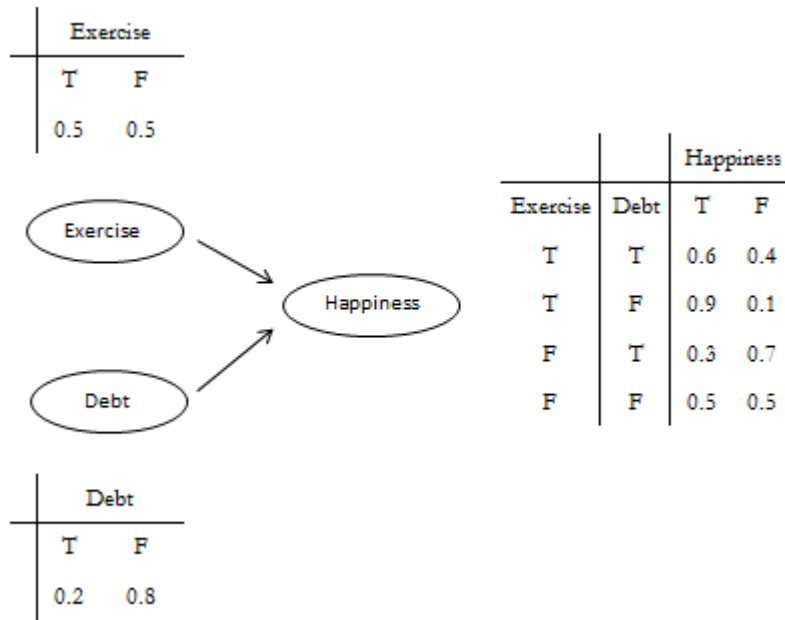 Exercise
T F
0.5 0.5
Exercise
Happiness
Debt
Debt
T F
0.2 0.8
Happiness
Exercise Debt T F
T T 0.6 0.4
T F 0.9 0.1
F T 0.3 0.7
F F 0.5 0.5